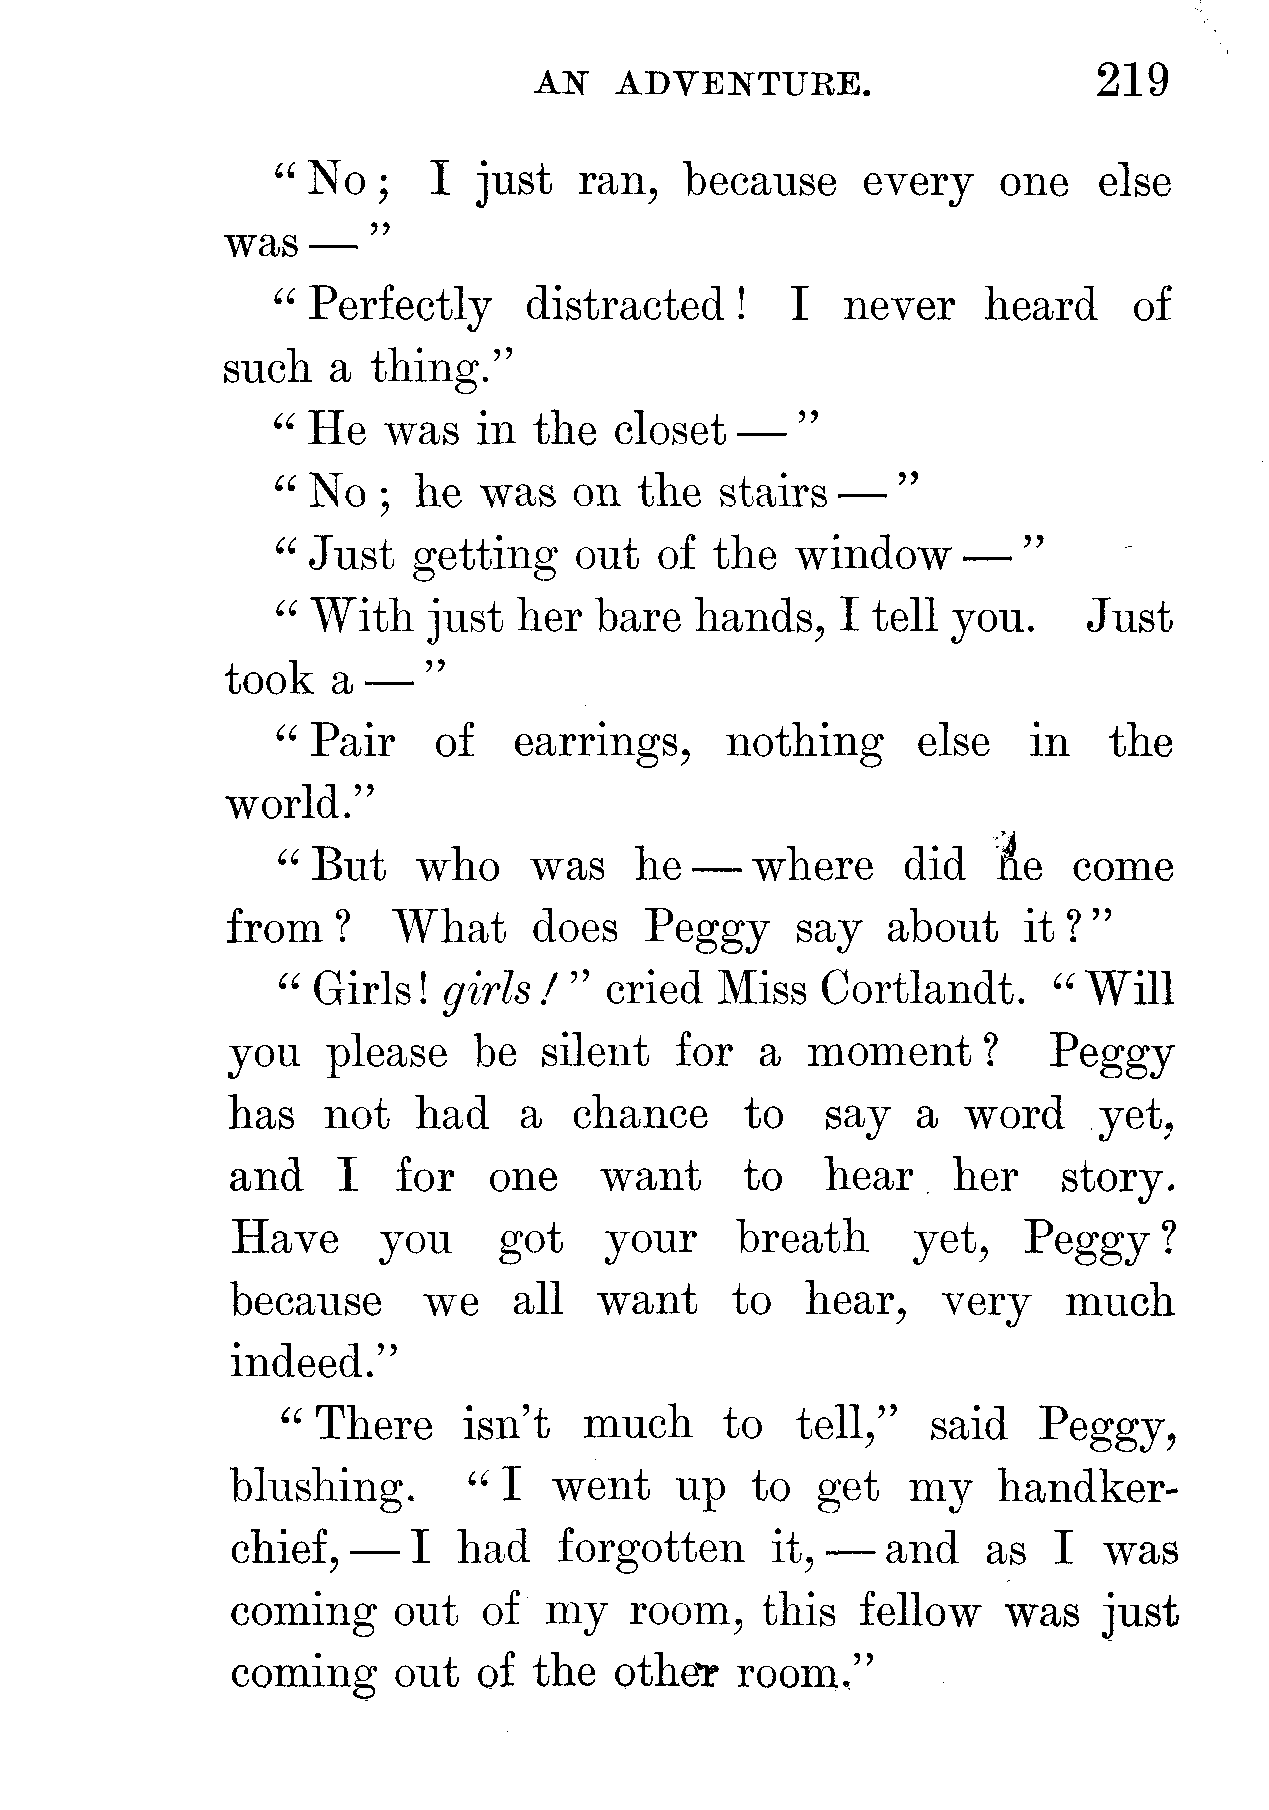 AN ADVENTURE. 219
“ No ; I just ran, because every one else
was — ”
“ Perfectly distracted ! I never heard of
such a thing.”
“ He was in the closet — ”
“ No ; he was on the stairs — ”
“ Just getting out of the window — ”
“ With just her bare hands, I tell you. Just
took a — ”
“ Pair of earrings, nothing else in the
world.”
“ But who was he — where did he come
from ? What does Peggy say about it ? ”
“ Girls! girls ! ” cried Miss Cortlandt. “ Will
you please be silent for a moment ? Peggy
has not had a chance to say a word yet,
and I for one want to hear her story.
Have you got your breath yet, Peggy ?
because we all want to hear, very much
indeed.”
“ There isn’t much to tell,” said Peggy,
blushing. “ I went up to get my handker-
chief, — I had forgotten it, — and as I was
coming out of my room, this fellow was just
coming out of the other room.”